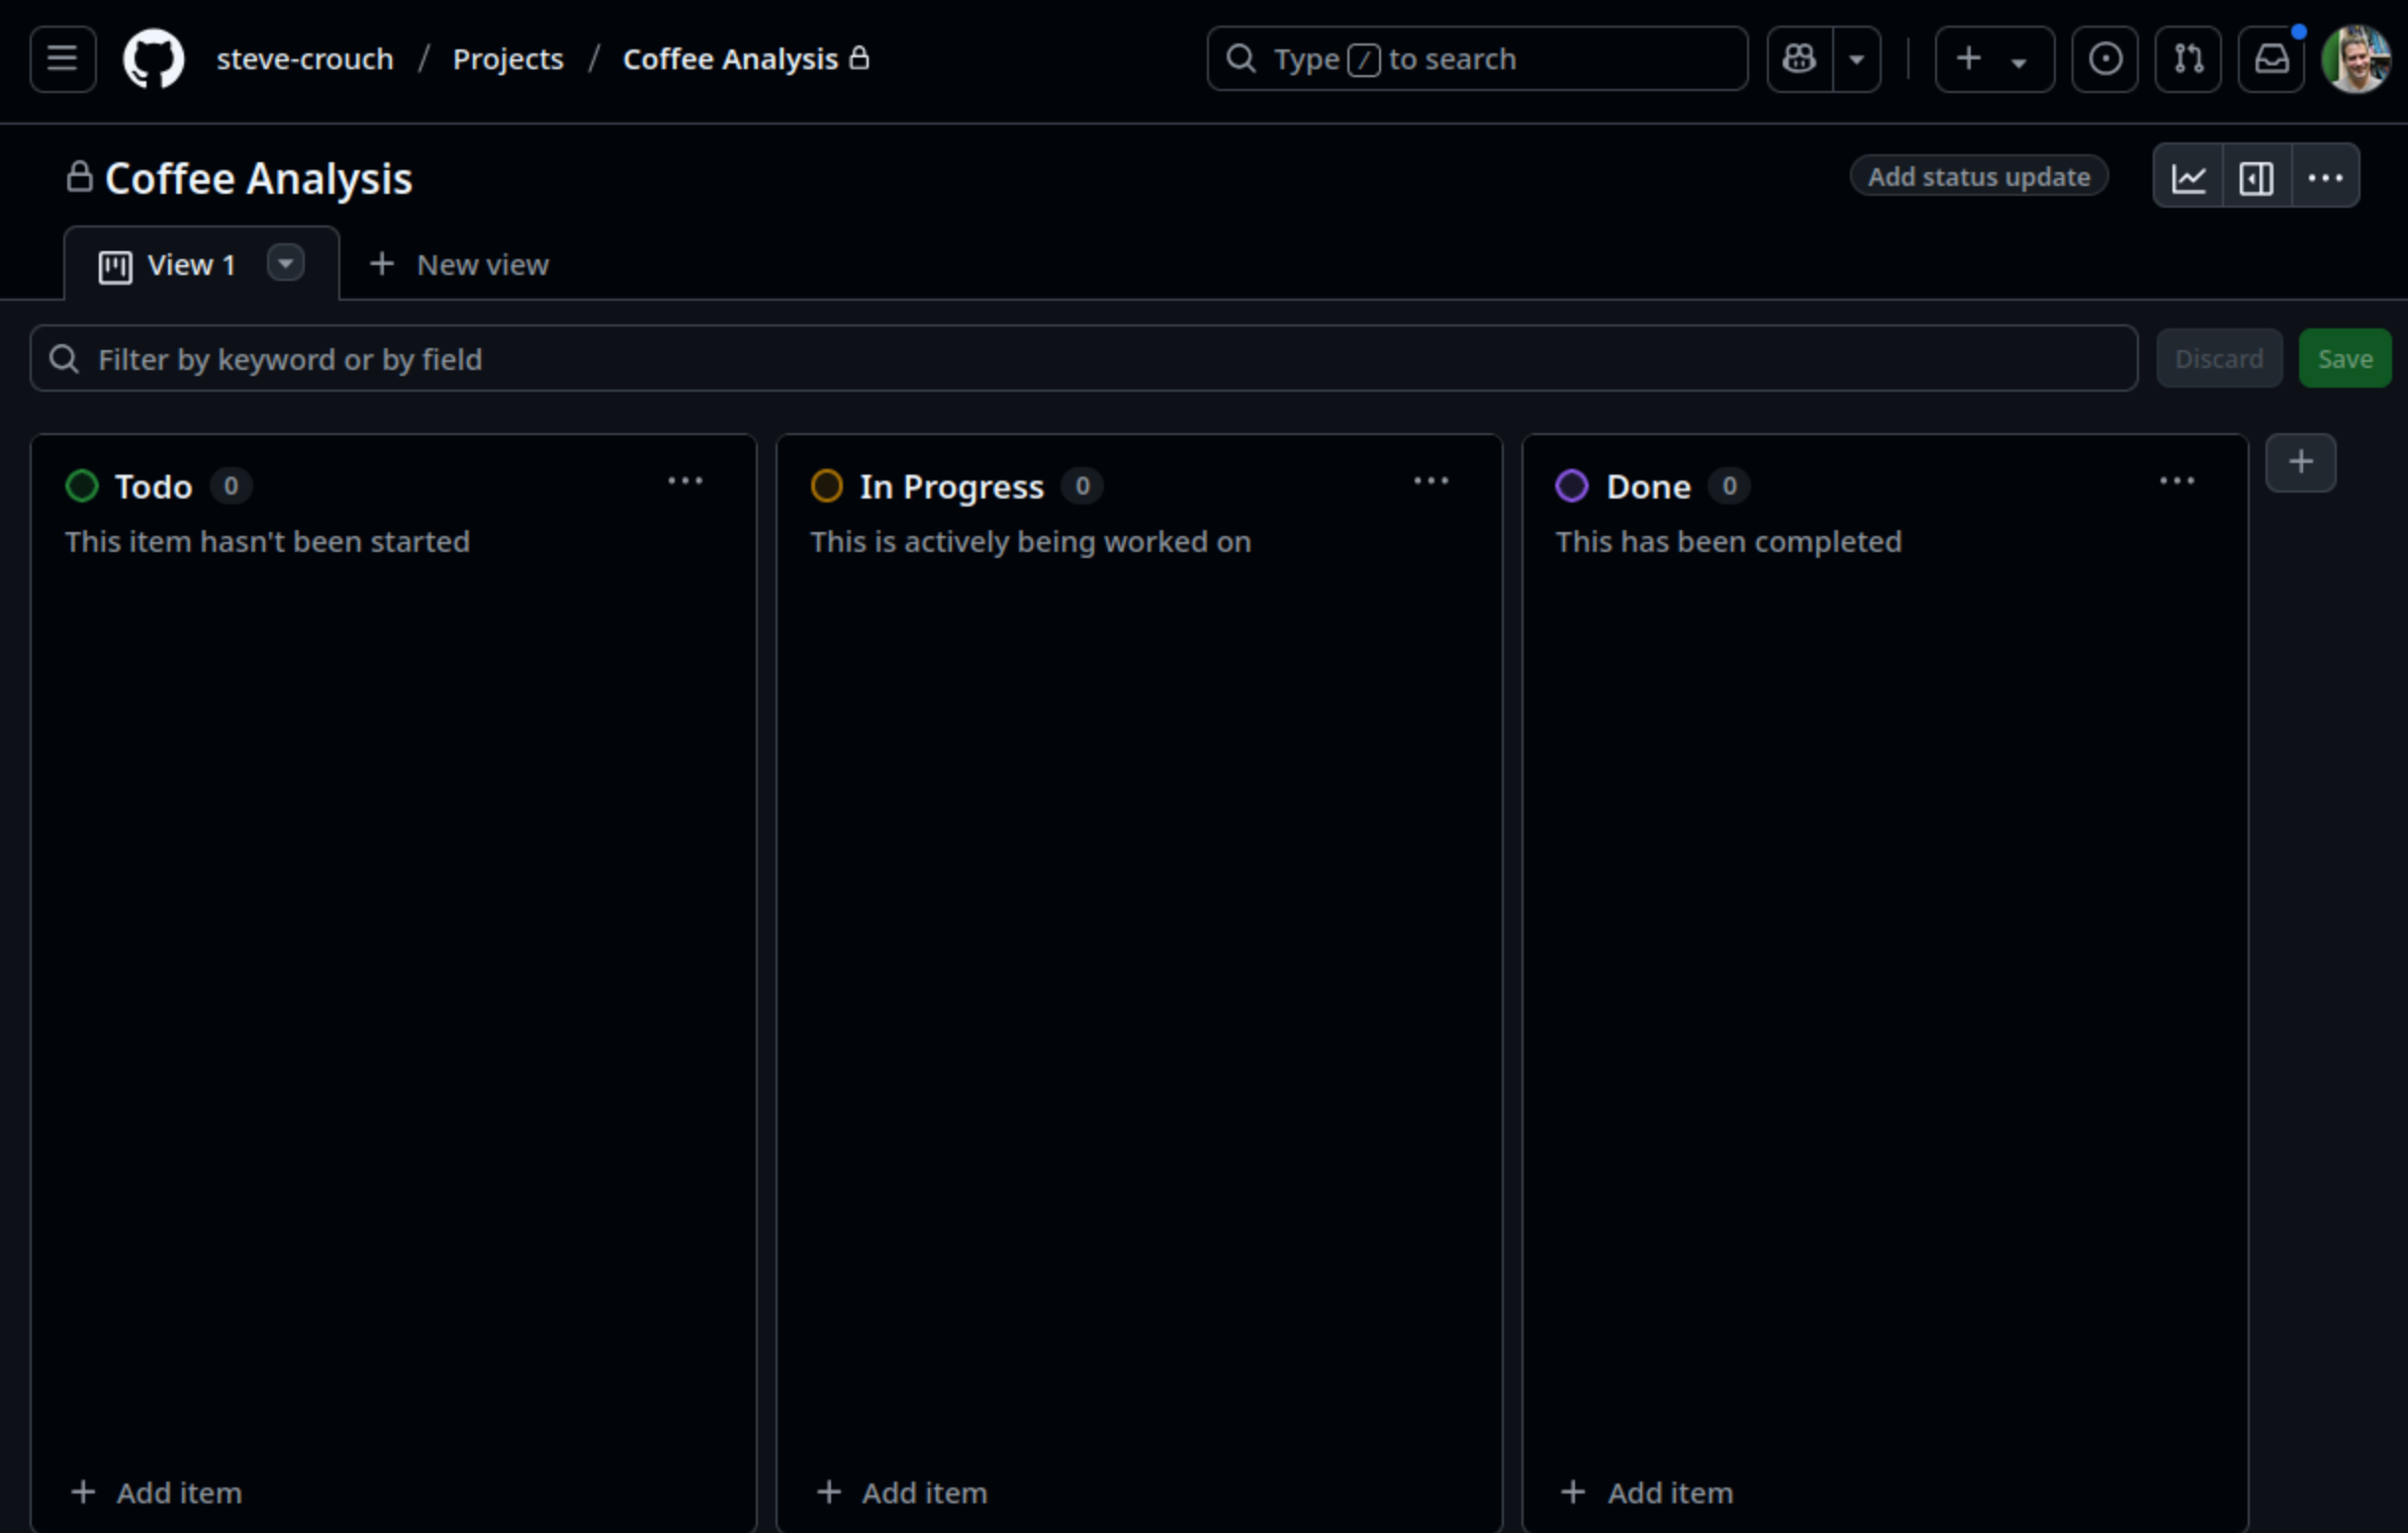 steve-crouch / Projects / Coffee Analysis
Type / to search
Coffee Analysis
Add status update
View 1
New view
Filter by keyword or by field
Discard
Save
Todo 0
This item hasn't been started
In Progress 0
This is actively being worked on
Done 0
This has been completed
Add item
Add item
Add item